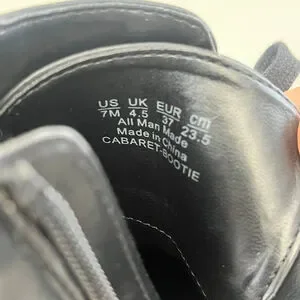 US UK EUR cm
7M 4.5 37 23.5
All Man Made
Made in China
CABARET-BOOTIE